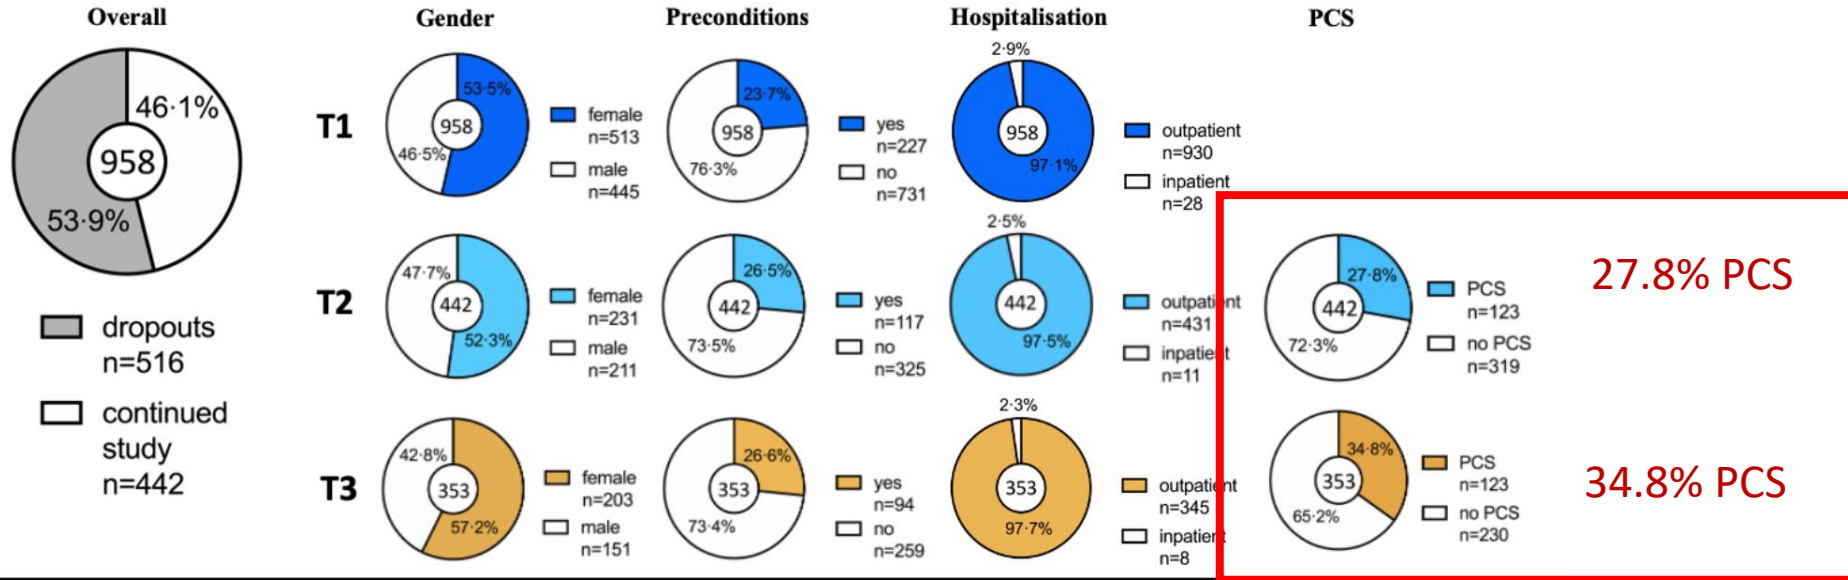 Overall
Gender
Preconditions
Hospitalisation
PCS
46·1%
958
53·9%
dropouts
n=516
continued
study
n=442
T1
53·5%
958
46·5%
female
n=513
male
n=445
23·7%
958
76·3%
yes
n=227
no
n=731
2·9%
958
97·1%
outpatient
n=930
inpatient
n=28
T2
47·7%
442
52·3%
female
n=231
male
n=211
26·5%
442
73·5%
yes
n=117
no
n=325
2·5%
442
97·5%
outpatient
n=431
inpatient
n=11
27·8%
442
72·3%
PCS
n=123
no PCS
n=319
27.8% PCS
T3
42·8%
353
57·2%
female
n=203
male
n=151
26·6%
353
73·4%
yes
n=94
no
n=259
2·3%
353
97·7%
outpatient
n=345
inpatient
n=8
34·8%
353
65·2%
PCS
n=123
no PCS
n=230
34.8% PCS